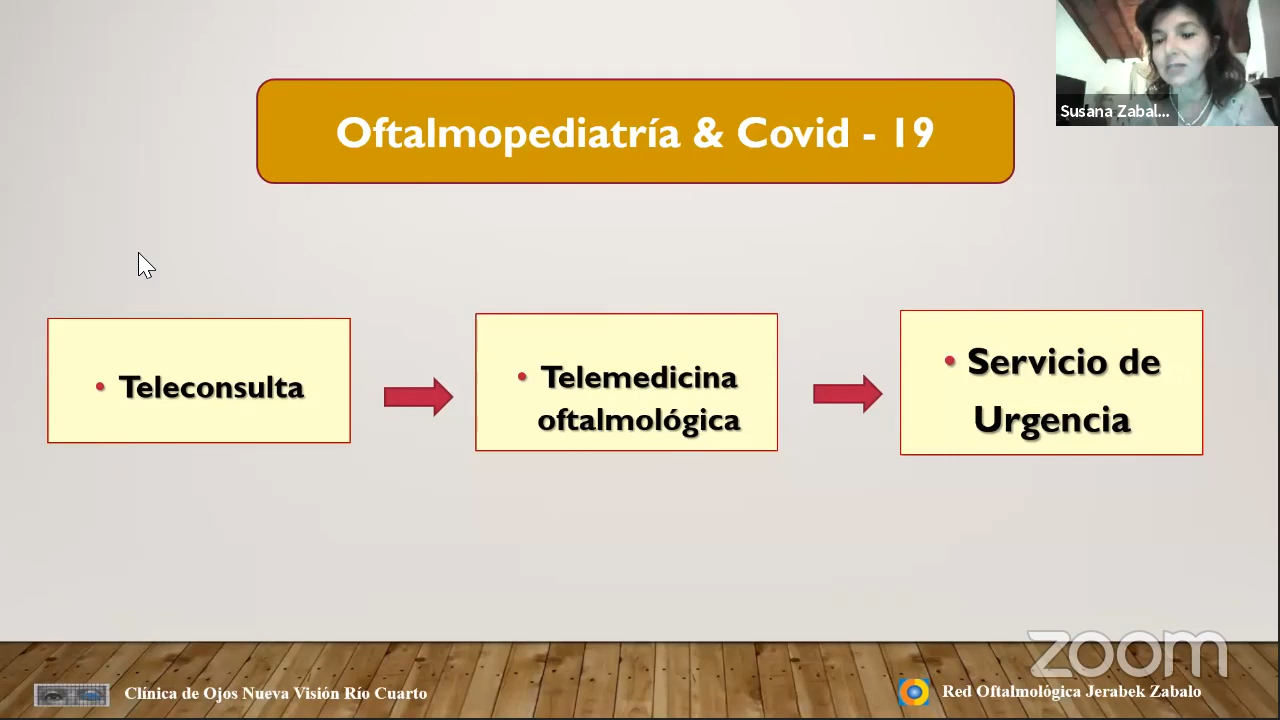 Susana Zabal...
Oftalmopediatría & Covid - 19
• Teleconsulta
• Telemedicina
oftalmológica
• Servicio de
Urgencia
zoom
Clínica de Ojos Nueva Visión Río Cuarto
Red Oftalmológica Jerabek Zabalo